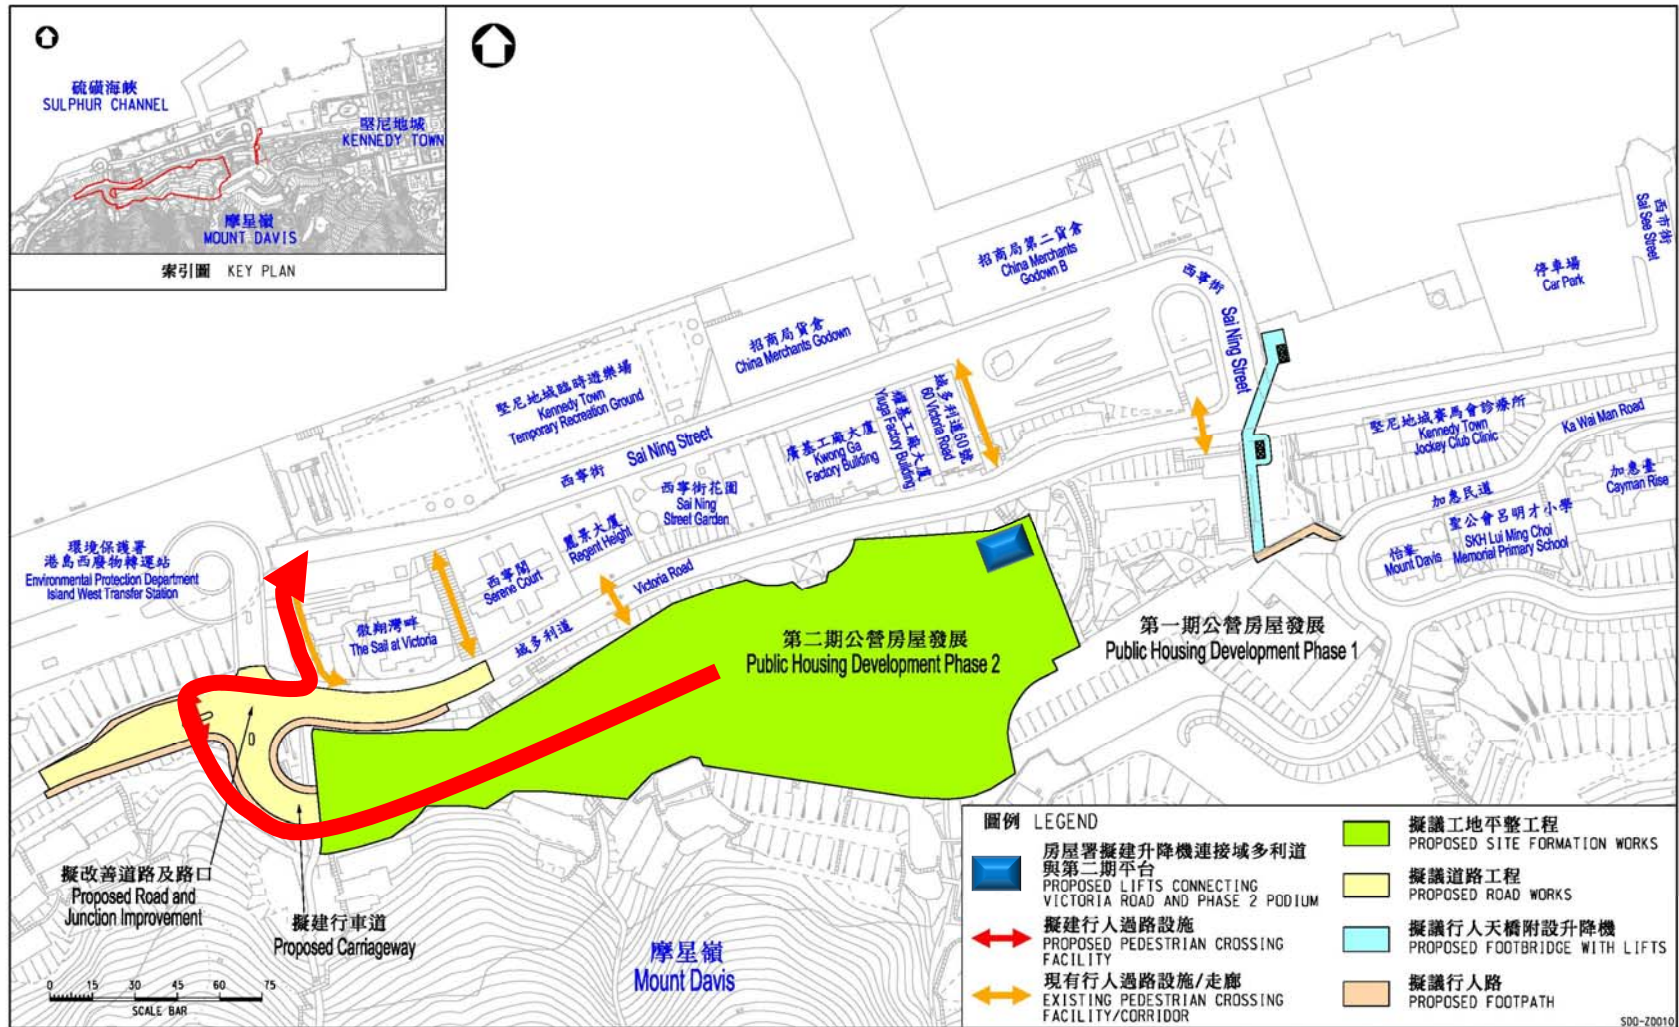 硫磺海峽
SULPHUR CHANNEL
堅尼地城
KENNEDY TOWN
摩星嶺
MOUNT DAVIS
索引圖 KEY PLAN
招商局第二貨倉
China Merchants
Godown B
西寧街
Sai Ning Street
西市街
Sai See Street
停車場
Car Park
招商局貨倉
China Merchants Godown
堅尼地城臨時遊樂場
Kennedy Town
Temporary Recreation Ground
西寧街 Sai Ning Street
廣基工廠大廈
Kwong Ga
Factory Building
耀基工廠大廈
Yiuga Factory Building
域多利道60號
60 Victoria Road
堅尼地城賽馬會診療所
Kennedy Town
Jockey Club Clinic
Ka Wai Man Road
加惠民道
加惠臺
Cayman Rise
聖公會呂明才小學
SKH Lui Ming Choi
Memorial Primary School
怡峯
Mount Davis
西寧街花園
Sai Ning
Street Garden
麗景大廈
Regent Height
西寧閣
Serene Court
環境保護署
港島西廢物轉運站
Environmental Protection Department
Island West Transfer Station
傲翔灣畔
The Sail at Victoria
域多利道
Victoria Road
第二期公營房屋發展
Public Housing Development Phase 2
第一期公營房屋發展
Public Housing Development Phase 1
擬改善道路及路口
Proposed Road and
Junction Improvement
擬建行車道
Proposed Carriageway
摩星嶺
Mount Davis
0 15 30 45 60 75
SCALE BAR
圖例 LEGEND
房屋署擬建升降機連接域多利道
與第二期平台
PROPOSED LIFTS CONNECTING
VICTORIA ROAD AND PHASE 2 PODIUM
擬建行人過路設施
PROPOSED PEDESTRIAN CROSSING
FACILITY
現有行人過路設施/走廊
EXISTING PEDESTRIAN CROSSING
FACILITY/CORRIDOR
擬議工地平整工程
PROPOSED SITE FORMATION WORKS
擬議道路工程
PROPOSED ROAD WORKS
擬議行人天橋附設升降機
PROPOSED FOOTBRIDGE WITH LIFTS
擬議行人路
PROPOSED FOOTPATH
SDO-Z0010